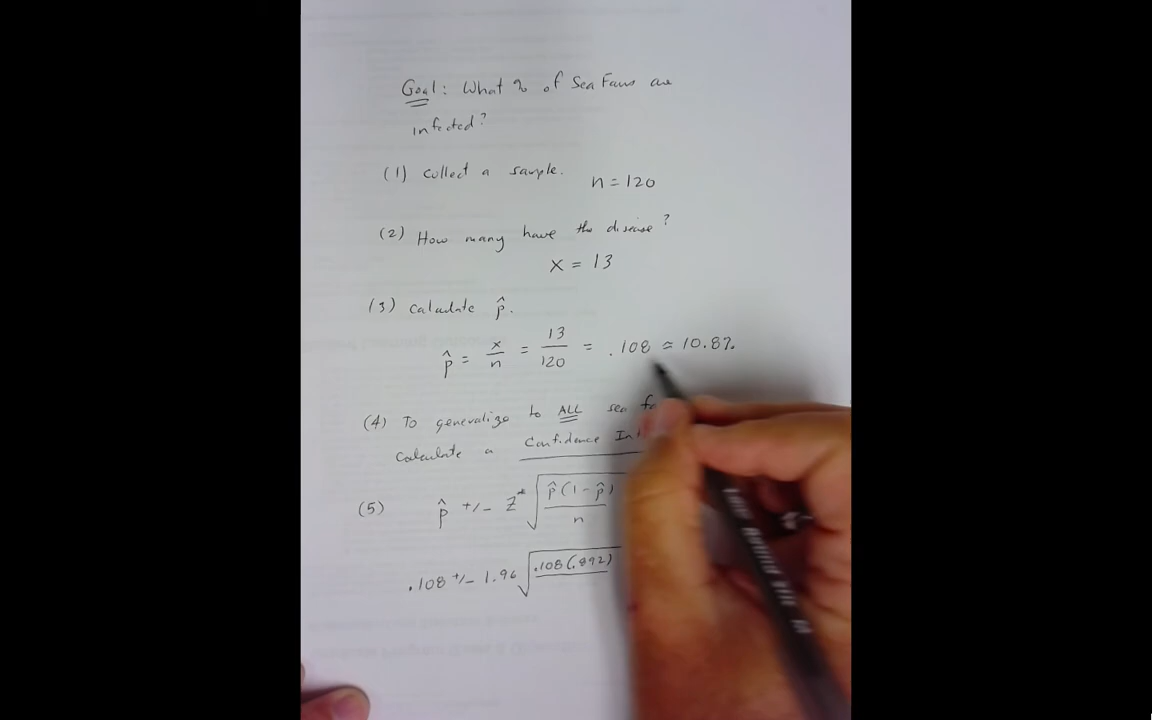 Goal: What % of Sea Fans are
infected?
(1) collect a sample. n = 120
(2) How many have the disease?
x = 13
(3) calculate p̂.
p̂ = x/n = 13/120 = .108 ≈ 10.8%
(4) To generalize to ALL sea
Calculate a Confidence
(5) p̂ +/- Z* √(p̂(1-p̂)/n)
.108 +/- 1.96 √.108(.892)